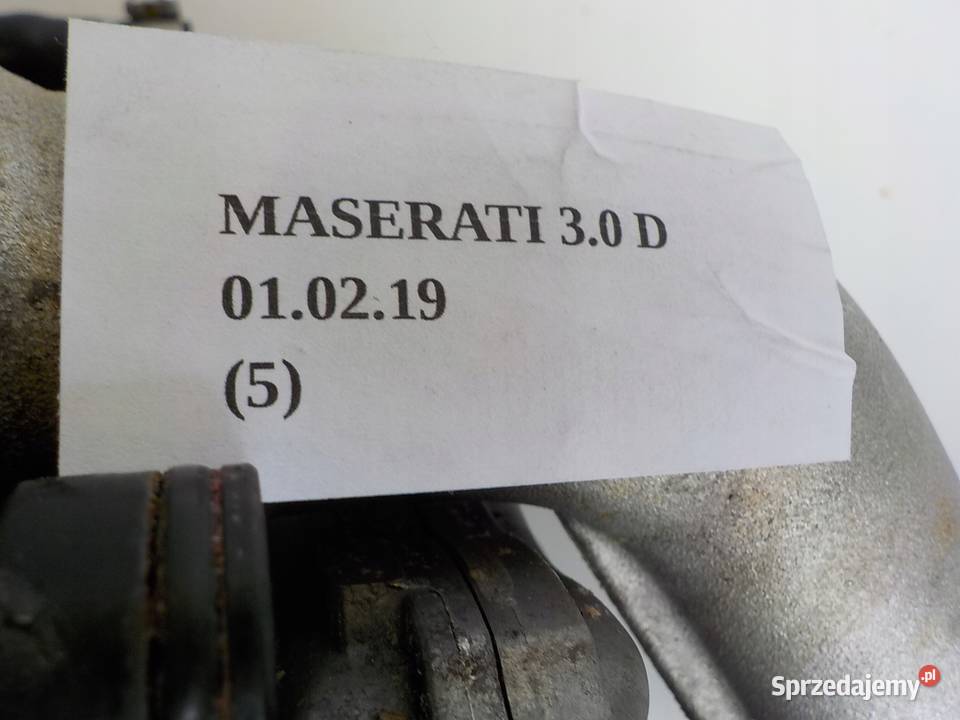 MASERATI 3.0 D
01.02.19
(5)
Sprzedajemy.pl